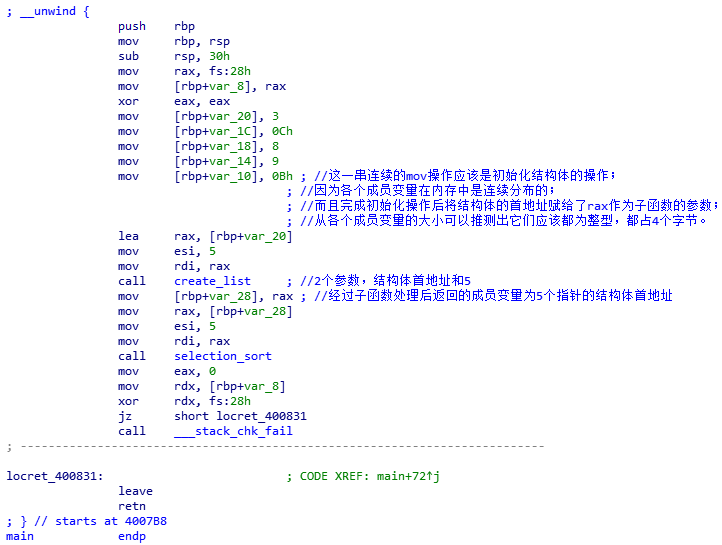 ; __unwind {
push rbp
mov rbp, rsp
sub rsp, 30h
mov rax, fs:28h
mov [rbp+var_8], rax
xor eax, eax
mov [rbp+var_20], 3
mov [rbp+var_1C], 0Ch
mov [rbp+var_18], 8
mov [rbp+var_14], 9
mov [rbp+var_10], 0Bh ; //这一串连续的mov操作应该是初始化结构体的操作;
; //因为各个成员变量在内存中是连续分布的;
; //而且完成初始化操作后将结构体的首地址赋给了rax作为子函数的参数;
; //从各个成员变量的大小可以推测出它们应该都为整型，都占4个字节。
lea rax, [rbp+var_20]
mov esi, 5
mov rdi, rax
call create_list ; //2个参数，结构体首地址和5
mov [rbp+var_28], rax ; //经过子函数处理后返回的成员变量为5个指针的结构体首地址
mov rax, [rbp+var_28]
mov esi, 5
mov rdi, rax
call selection_sort
mov eax, 0
mov rdx, [rbp+var_8]
xor rdx, fs:28h
jz short locret_400831
call ___stack_chk_fail
; ---------------------------------------------------------------------------
locret_400831: ; CODE XREF: main+72↑j
leave
retn
; } // starts at 4007B8
main endp